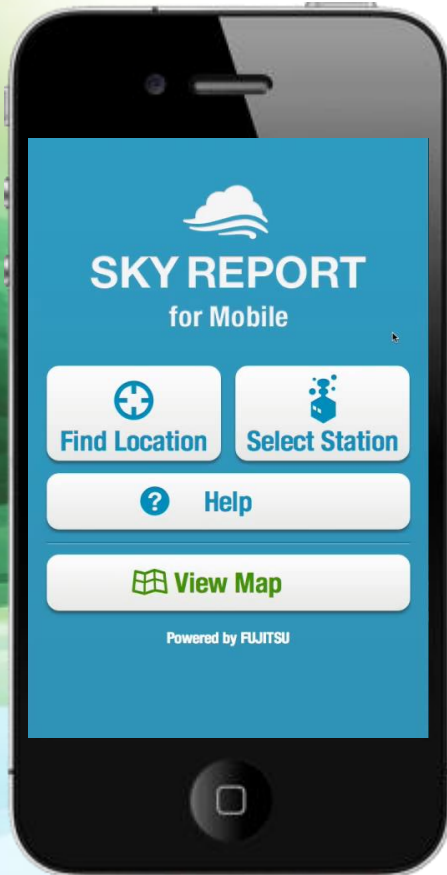 SKY REPORT
for Mobile
Find Location
Select Station
? Help
View Map
Powered by FUJITSU